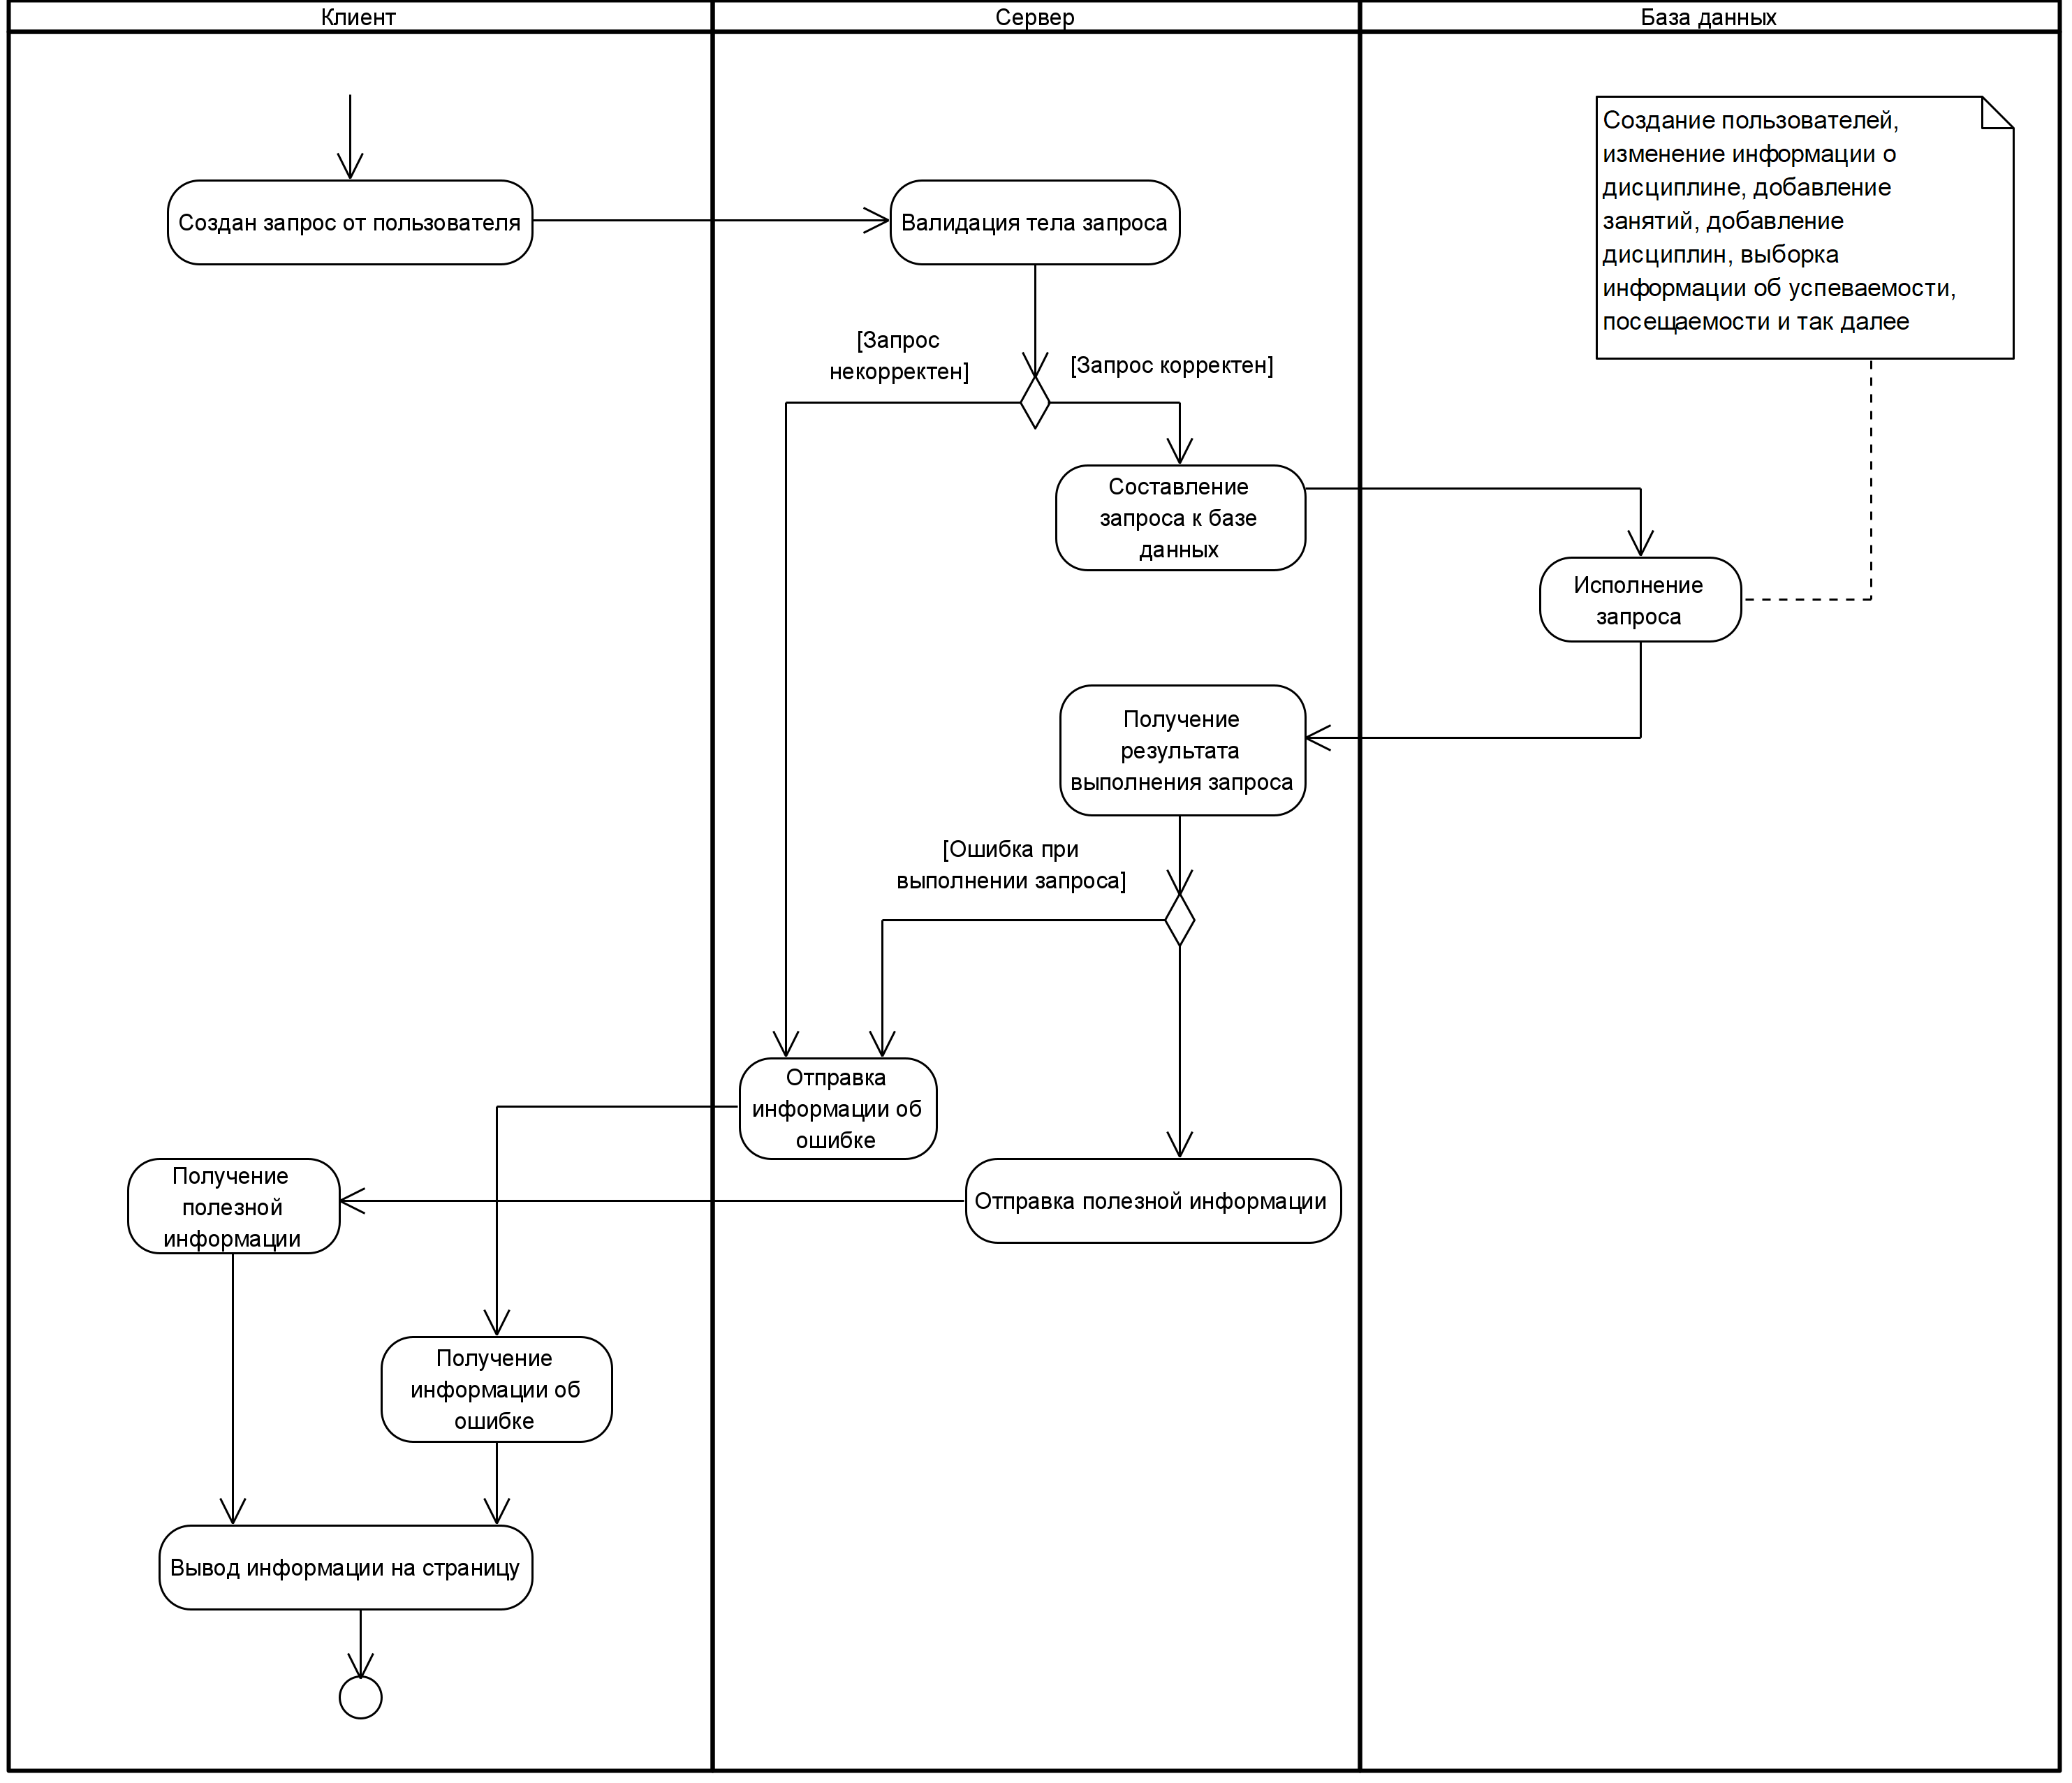 Клиент
Сервер
База данных
Создание пользователей,
изменение информации о
дисциплине, добавление
занятий, добавление
дисциплин, выборка
информации об успеваемости,
посещаемости и так далее
Создан запрос от пользователя
Валидация тела запроса
[Запрос
некорректен]
[Запрос корректен]
Составление
запроса к базе
данных
Исполнение
запроса
Получение
результата
выполнения запроса
[Ошибка при
выполнении запроса]
Отправка
информации об
ошибке
Отправка полезной информации
Получение
полезной
информации
Получение
информации об
ошибке
Вывод информации на страницу